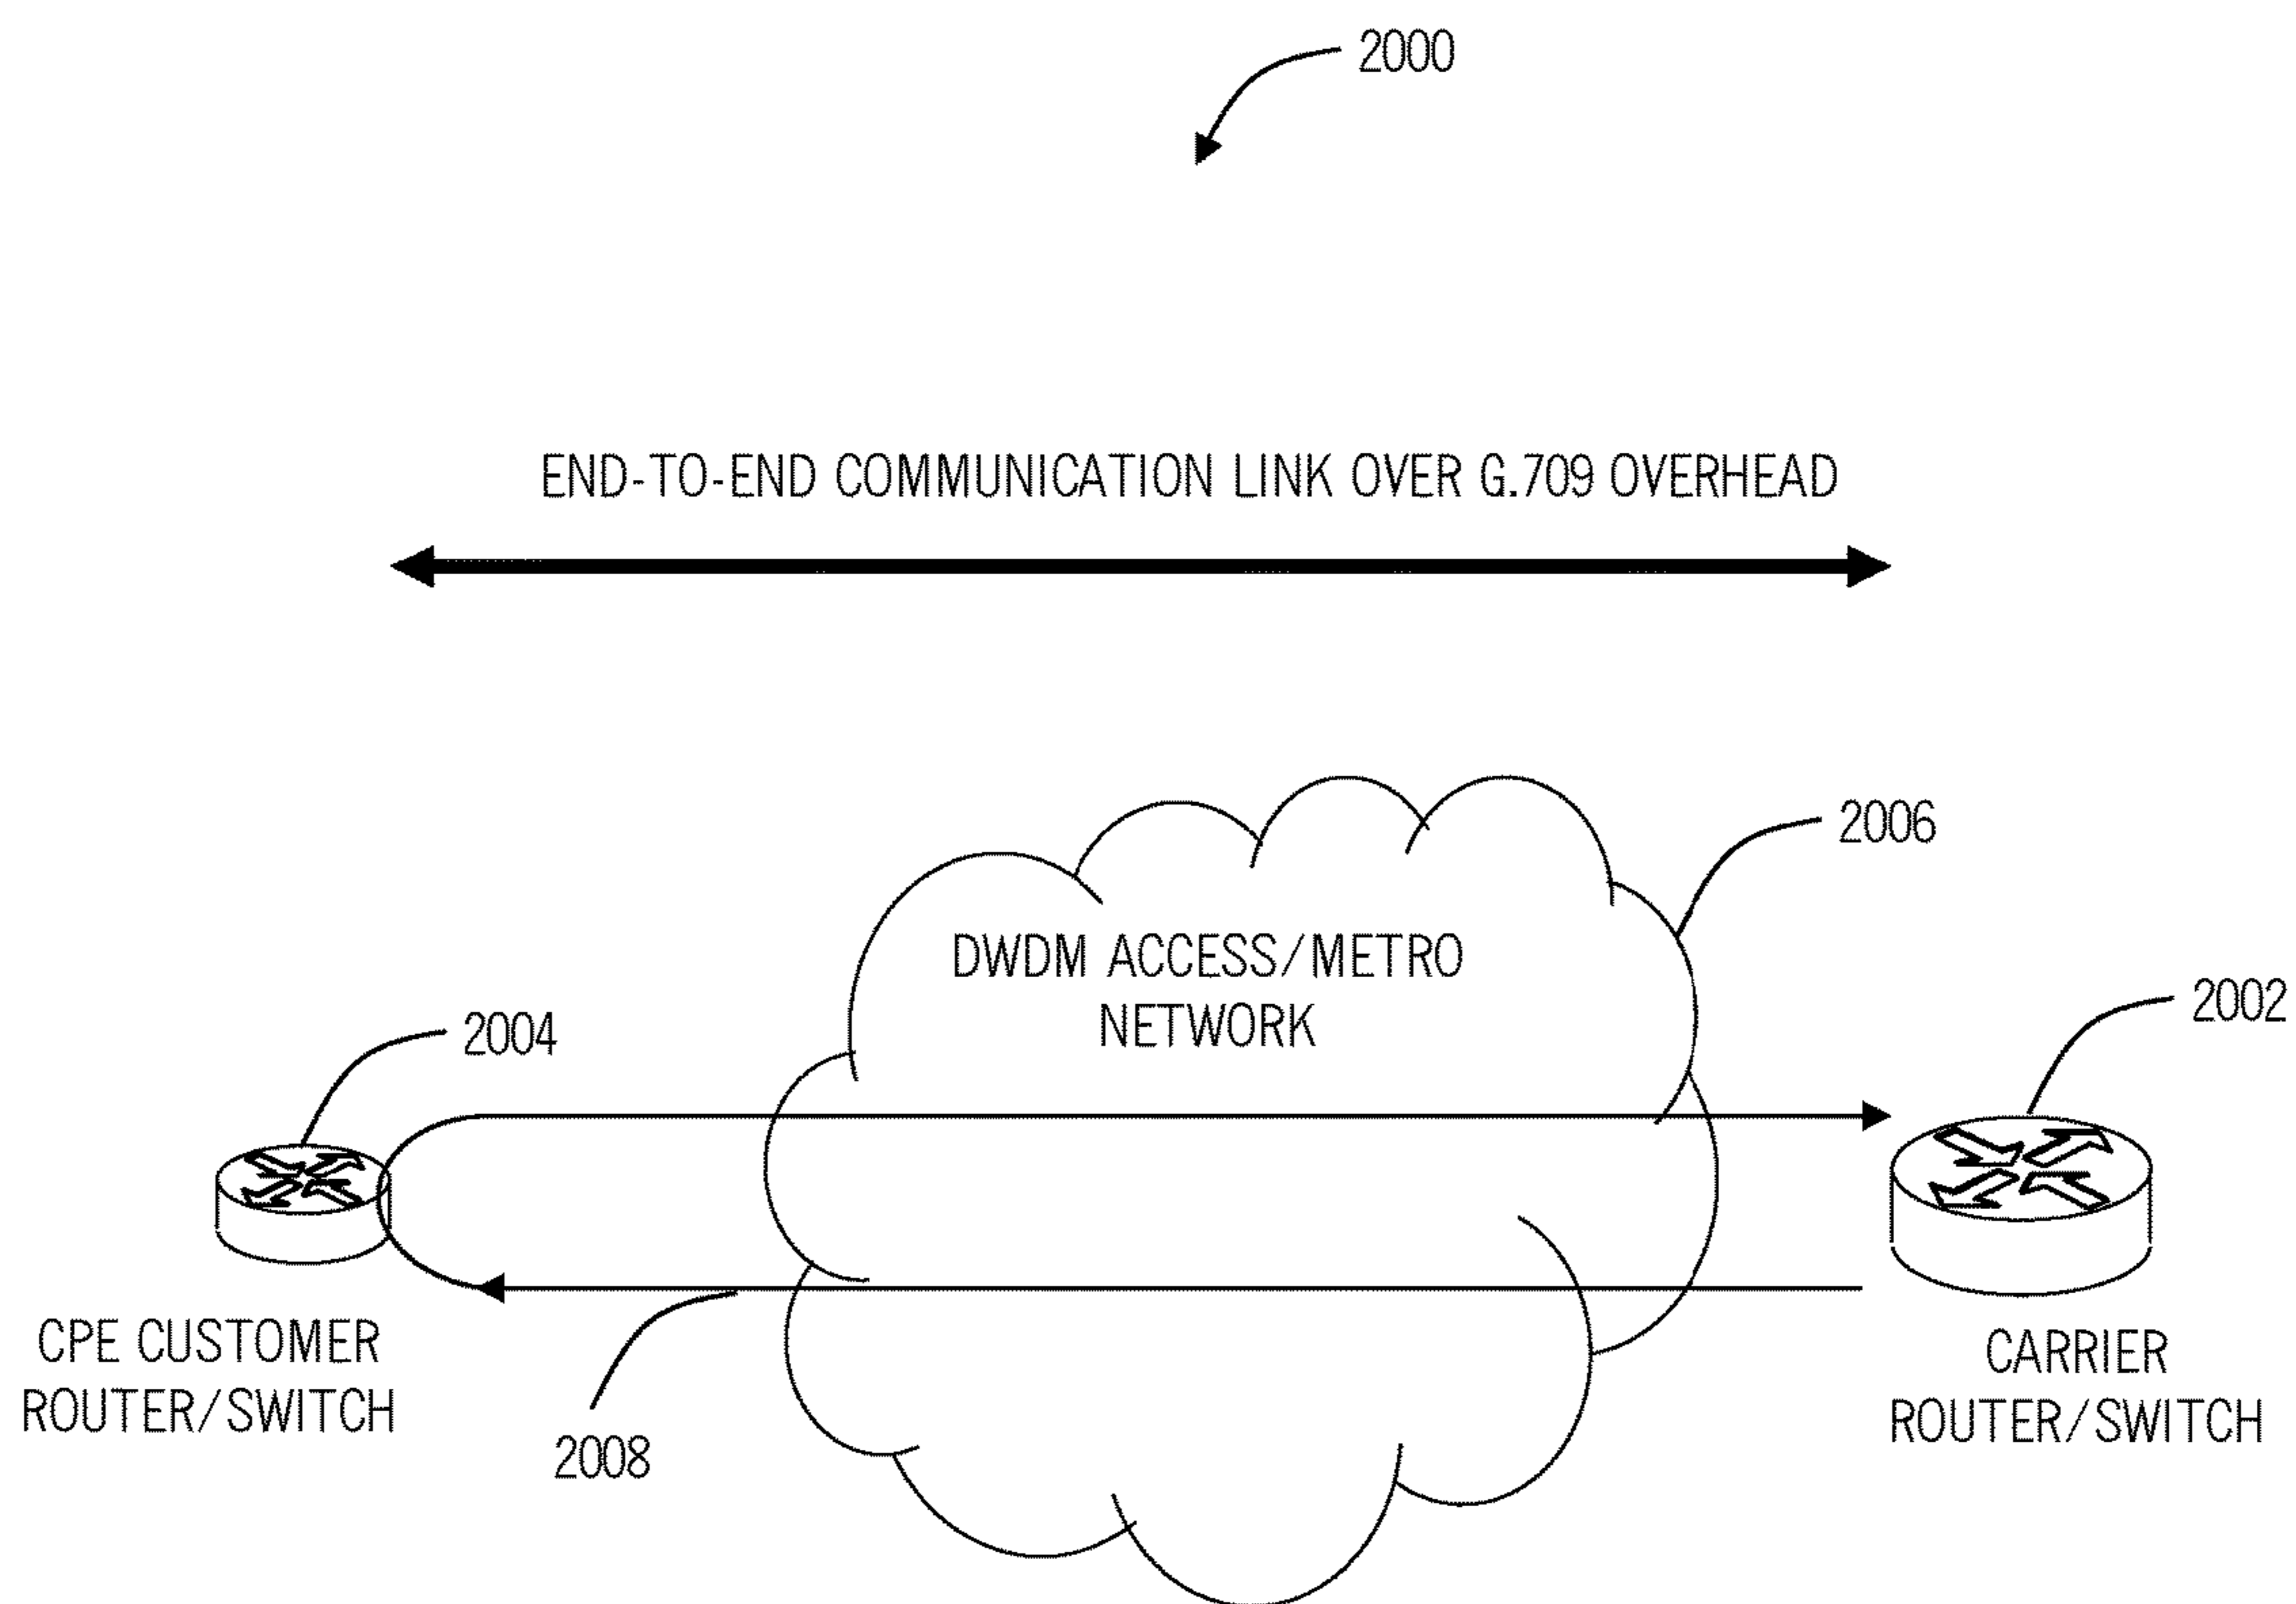 2000
END-TO-END COMMUNICATION LINK OVER G.709 OVERHEAD
2006
DWDM ACCESS/METRO
NETWORK
2002
2004
CPE CUSTOMER
ROUTER/SWITCH
2008
CARRIER
ROUTER/SWITCH